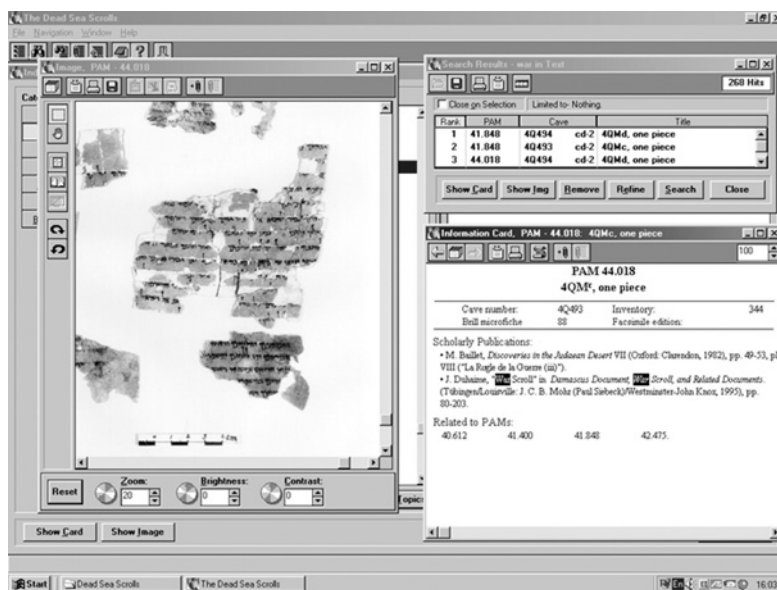 The Dead Sea Scrolls
File Navigation Window Help
Image, PAM - 44.018
Reset
Zoom:
20
Brightness:
0
Contrast:
0
Topics
Show Card
Show Image
Search Results - war in Text
268 Hits
Close on Selection Limited to- Nothing.
Rank PAM Cave Title
1 41.848 4Q494 cd-2 4QMd, one piece
2 41.848 4Q493 cd-2 4QMc, one piece
3 44.018 4Q494 cd-2 4QMd, one piece
Show Card Show Img Remove Refine Search Close
Information Card, PAM - 44.018: 4QMc, one piece
100
PAM 44.018
4QMᶜ, one piece
Cave number: 4Q493 Inventory: 344
Brill microfiche 88 Facsimile edition:
Scholarly Publications:
• M. Baillet, Discoveries in the Judaean Desert VII (Oxford: Clarendon, 1982), pp. 49-53, pl
VIII ("La Regle de la Guerre (iii)").
• J. Duhaime, "War Scroll" in Damascus Document, War Scroll, and Related Documents.
(Tübingen/Louisville: J. C. B. Mohr (Paul Siebeck)/Westminster-John Knox, 1995), pp.
80-203.
Related to PAMs:
40.612 41.400 41.848 42.475.
Start Dead Sea Scrolls The Dead Sea Scrolls En 16:03